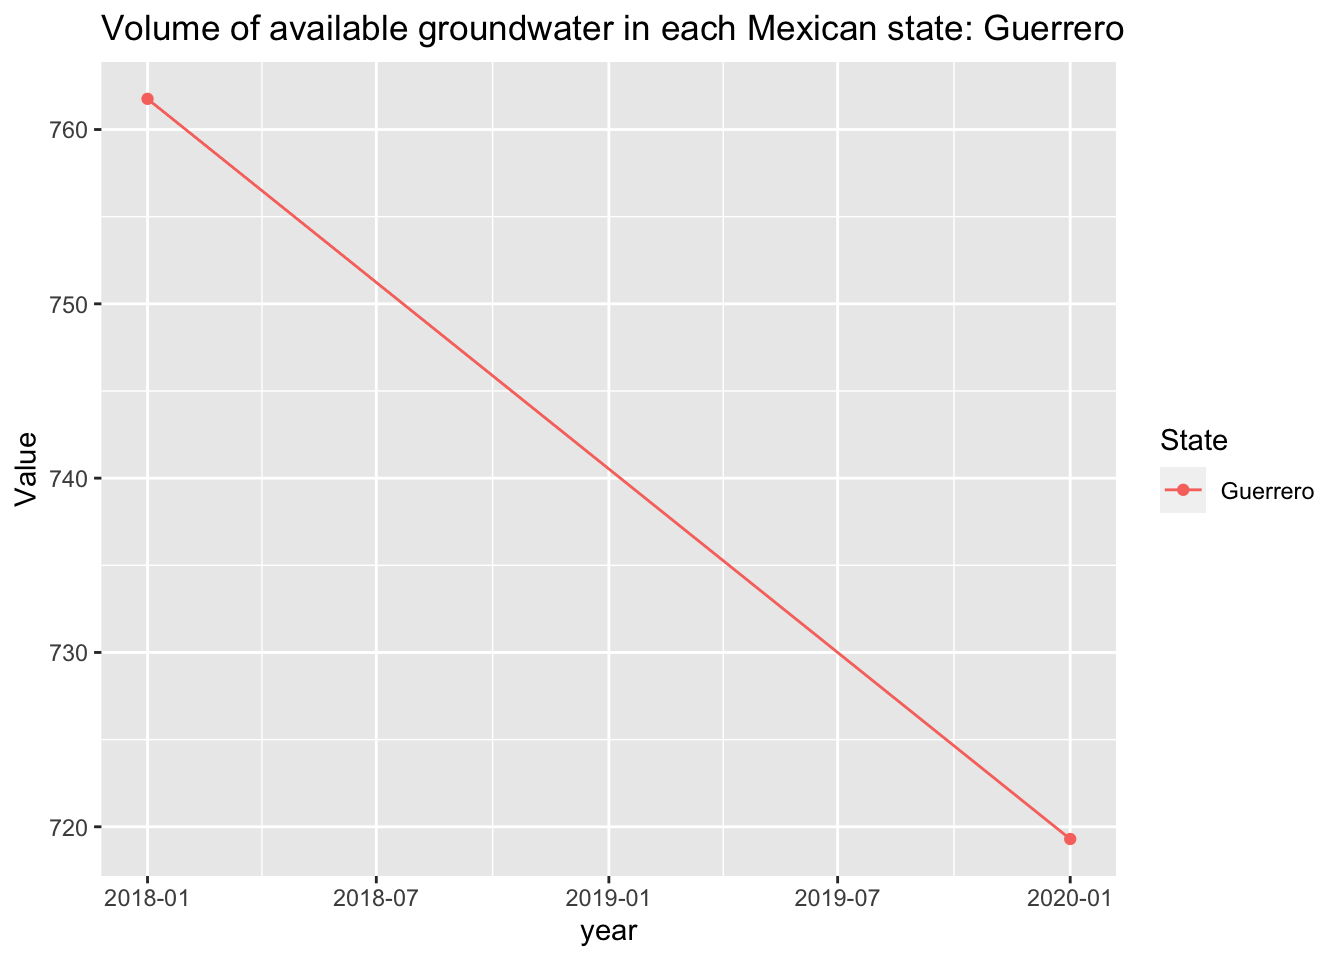 Volume of available groundwater in each Mexican state: Guerrero
760
750
740
730
720
Value
2018-01 2018-07 2019-01 2019-07 2020-01
year
State
Guerrero